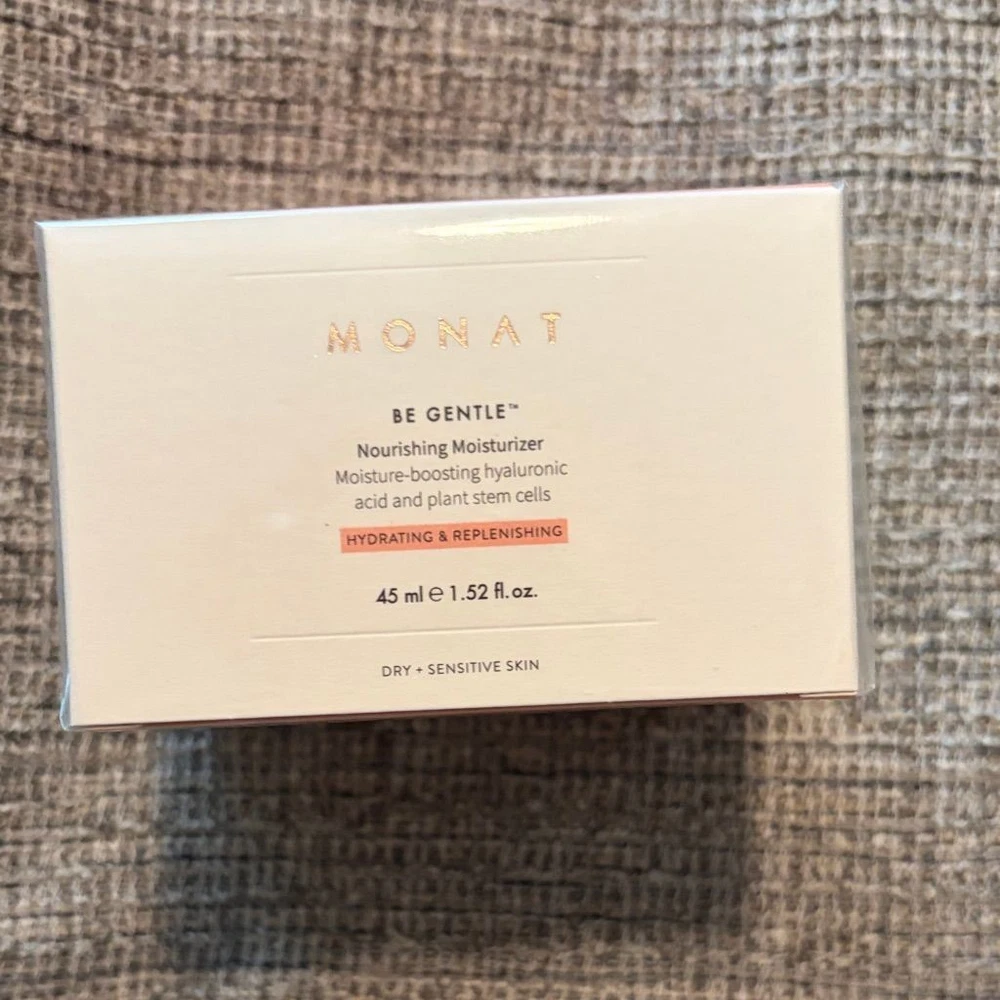 MONAT
BE GENTLE™
Nourishing Moisturizer
Moisture-boosting hyaluronic
acid and plant stem cells
HYDRATING & REPLENISHING
45 ml ℮ 1.52 fl. oz.
DRY + SENSITIVE SKIN